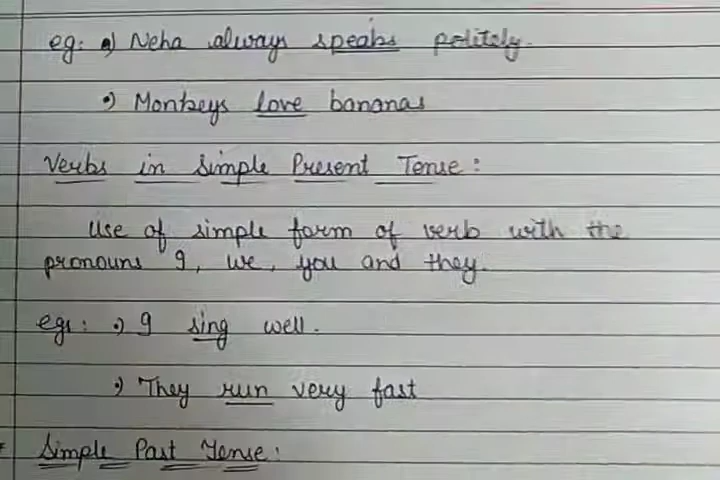 eg: •) Neha always speaks politely.
•) Monkeys love bananas
Verbs in Simple Present Tense:
Use of simple form of verb with the
pronouns I, we, you and they.
egs: •) I sing well.
•) They run very fast
Simple Past Tense: